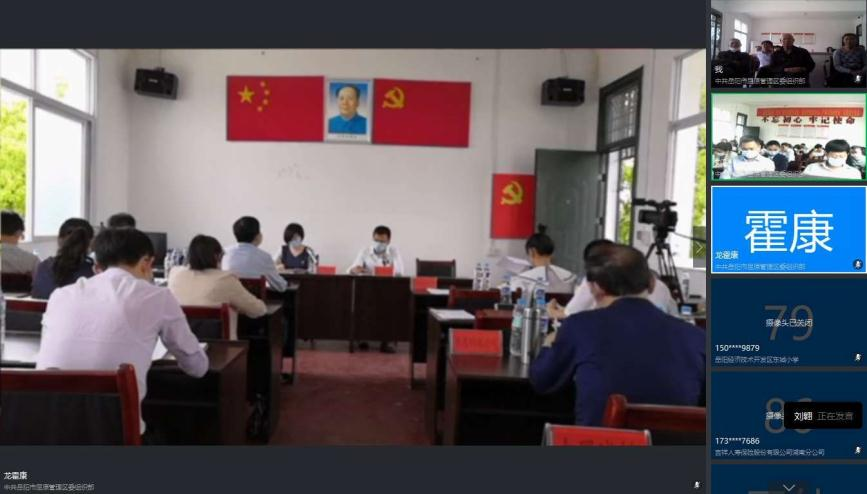 我
中共岳阳市屈原管理区委组织部
不忘初心 牢记使命
霍康
龙霍康
中共岳阳市屈原管理区委组织部
79
摄像头已关闭
150****9879
岳阳经济技术开发区东城小学
86
摄像
刘翱 正在发言
173****7686
吉祥人寿保险股份有限公司湖南分公司
龙霍康
中共岳阳市屈原管理区委组织部